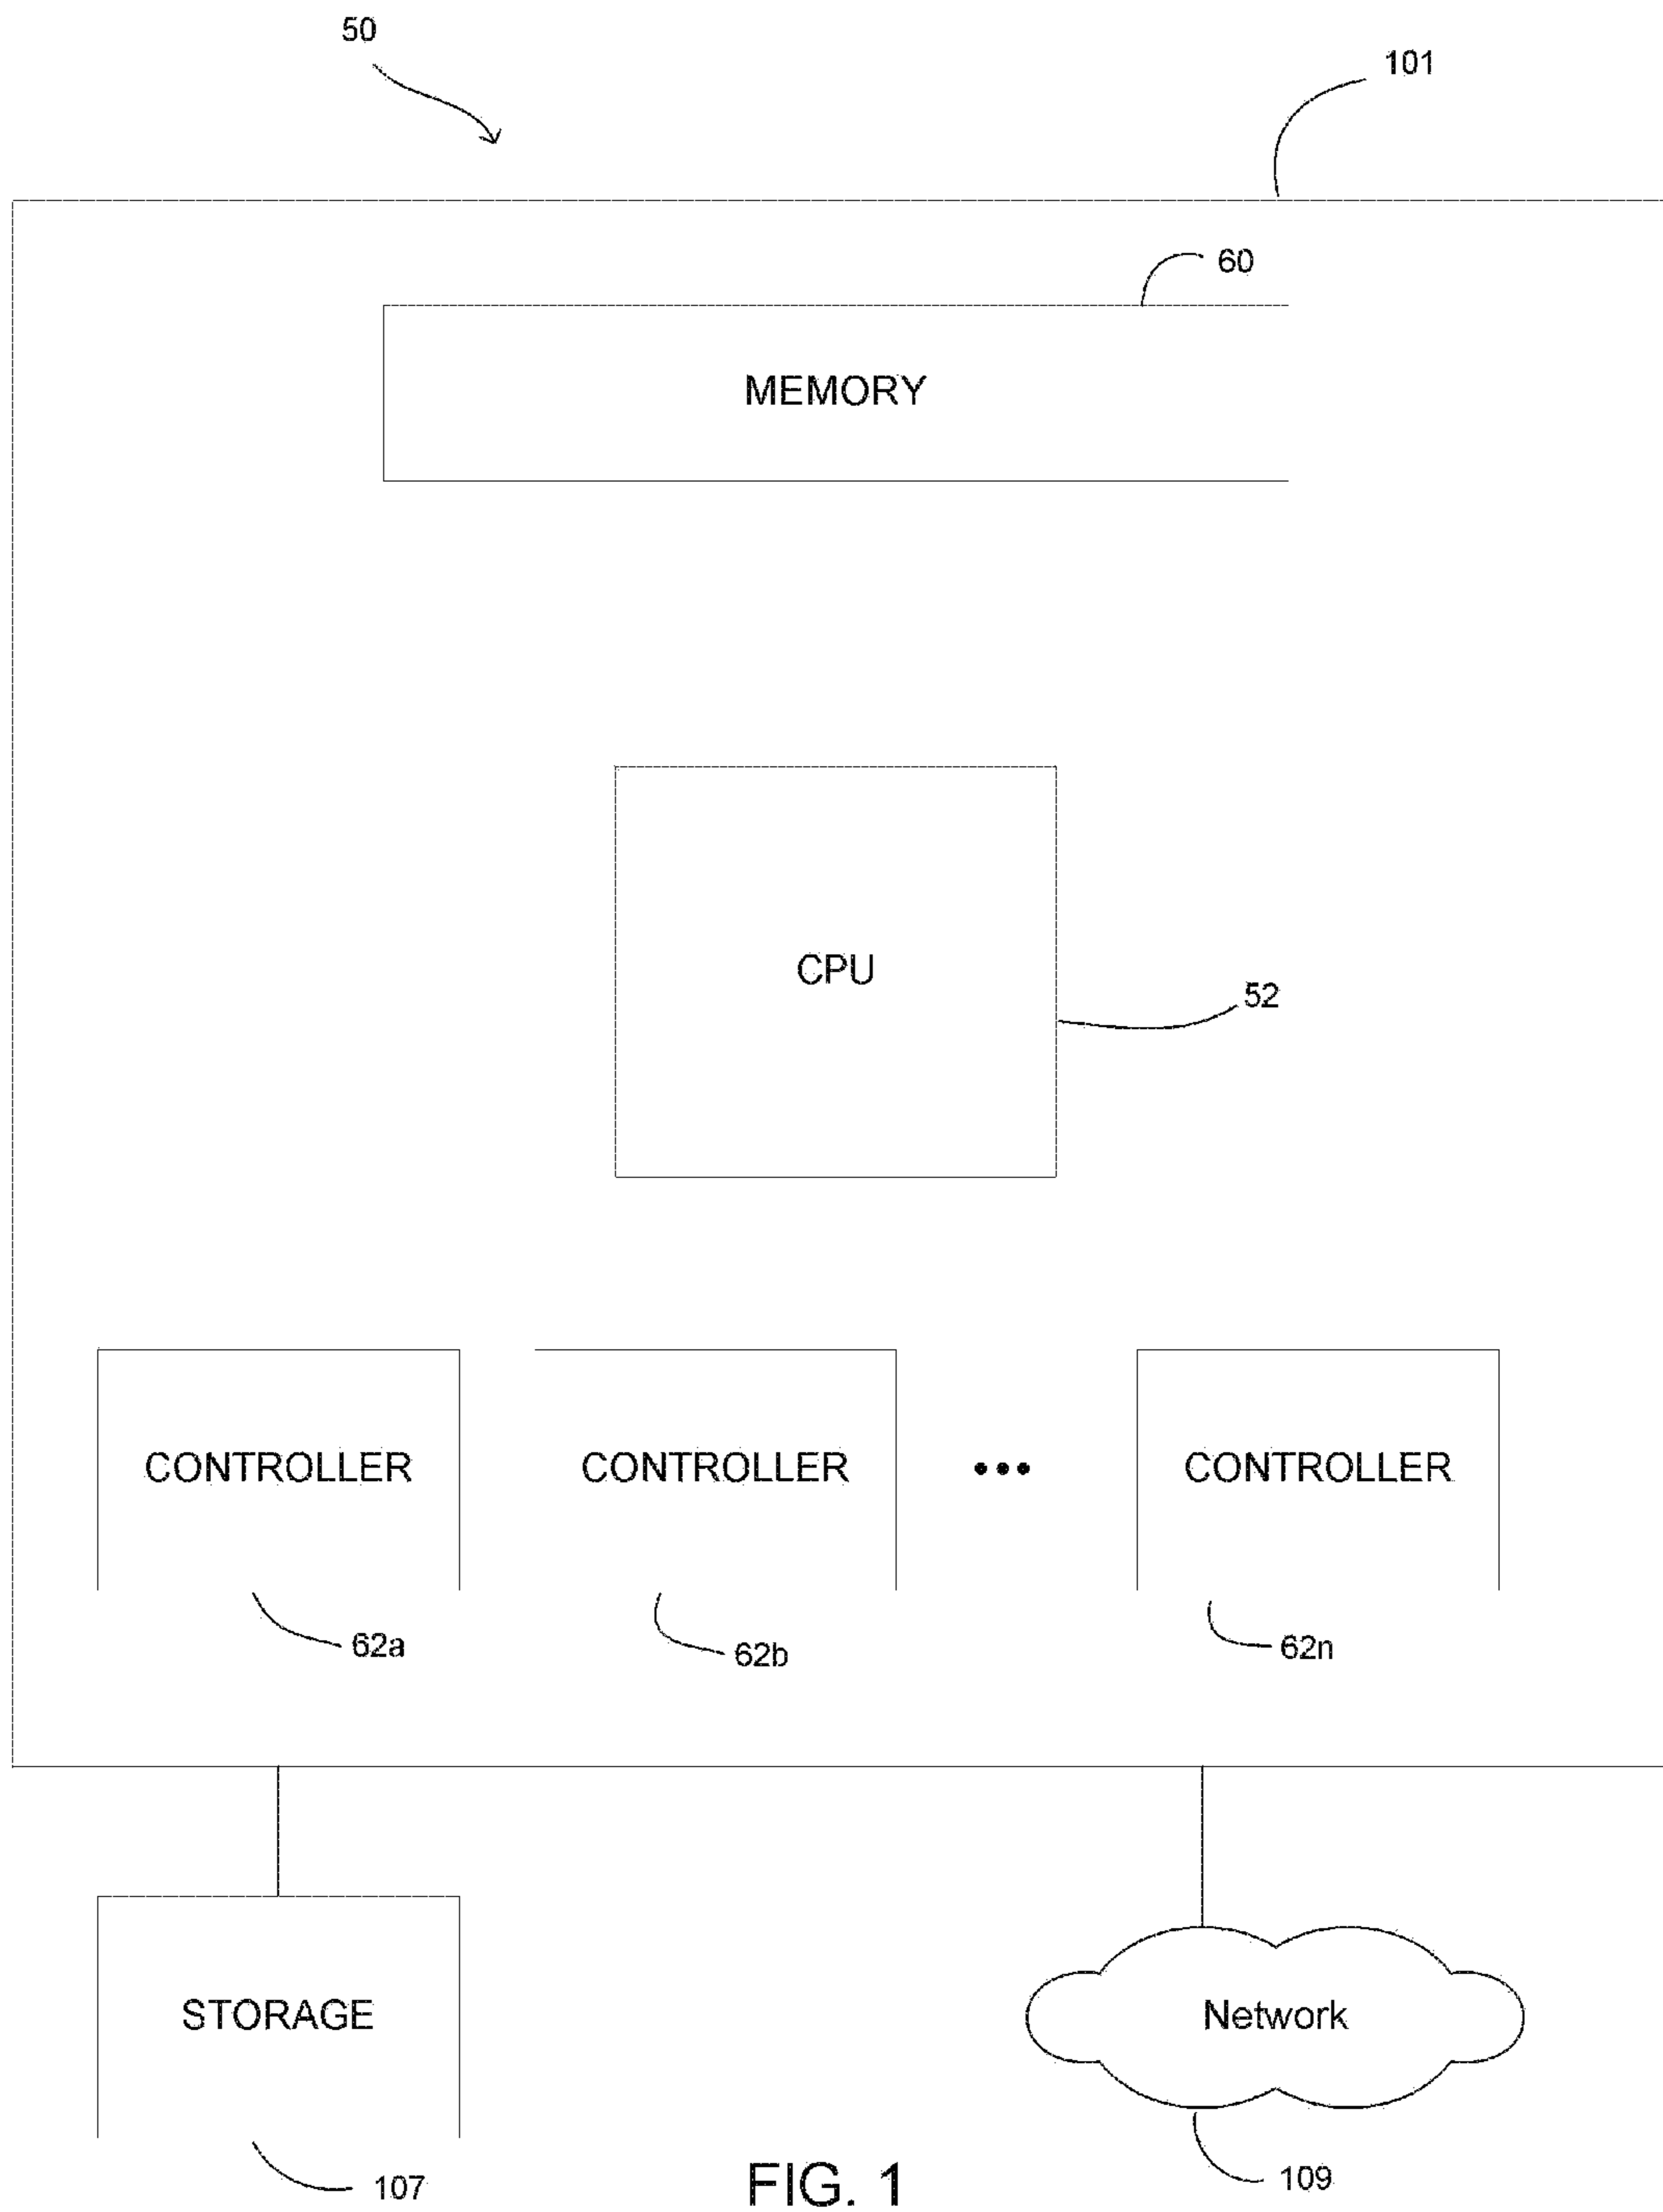 50
101
60
MEMORY
CPU
52
CONTROLLER
CONTROLLER
•••
CONTROLLER
62a
62b
62n
STORAGE
Network
107
109
FIG. 1